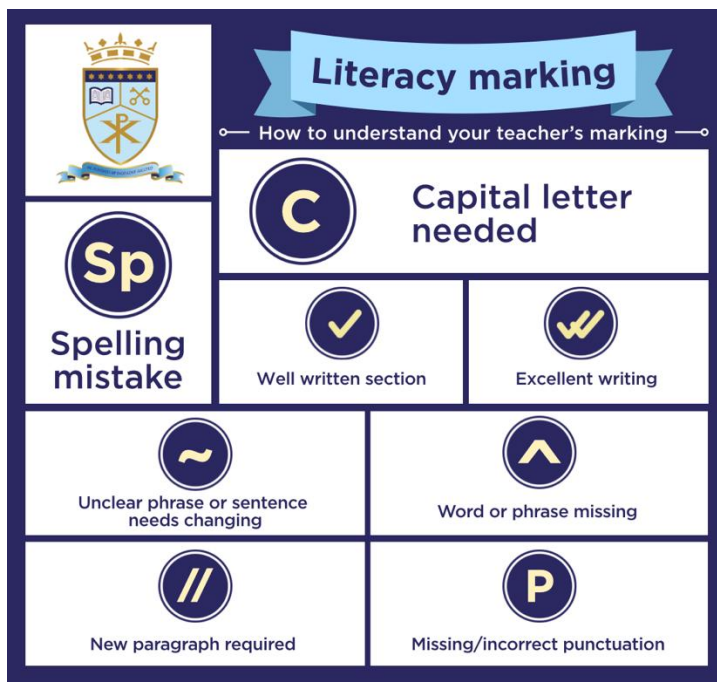 Literacy marking
How to understand your teacher's marking
C
Capital letter
needed
Sp
Spelling
mistake
✓
Well written section
✓✓
Excellent writing
~
Unclear phrase or sentence
needs changing
^
Word or phrase missing
//
New paragraph required
P
Missing/incorrect punctuation